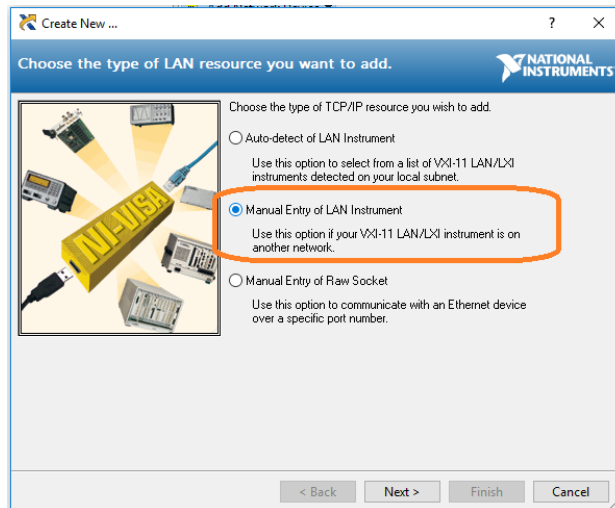 Create New ...
?
Choose the type of LAN resource you want to add.
NATIONAL
INSTRUMENTS
Choose the type of TCP/IP resource you wish to add.
Auto-detect of LAN Instrument
Use this option to select from a list of VXI-11 LAN/LXI
instruments detected on your local subnet.
Manual Entry of LAN Instrument
Use this option if your VXI-11 LAN/LXI instrument is on
another network.
Manual Entry of Raw Socket
Use this option to communicate with an Ethernet device
over a specific port number.
NI-VISA
< Back
Next >
Finish
Cancel